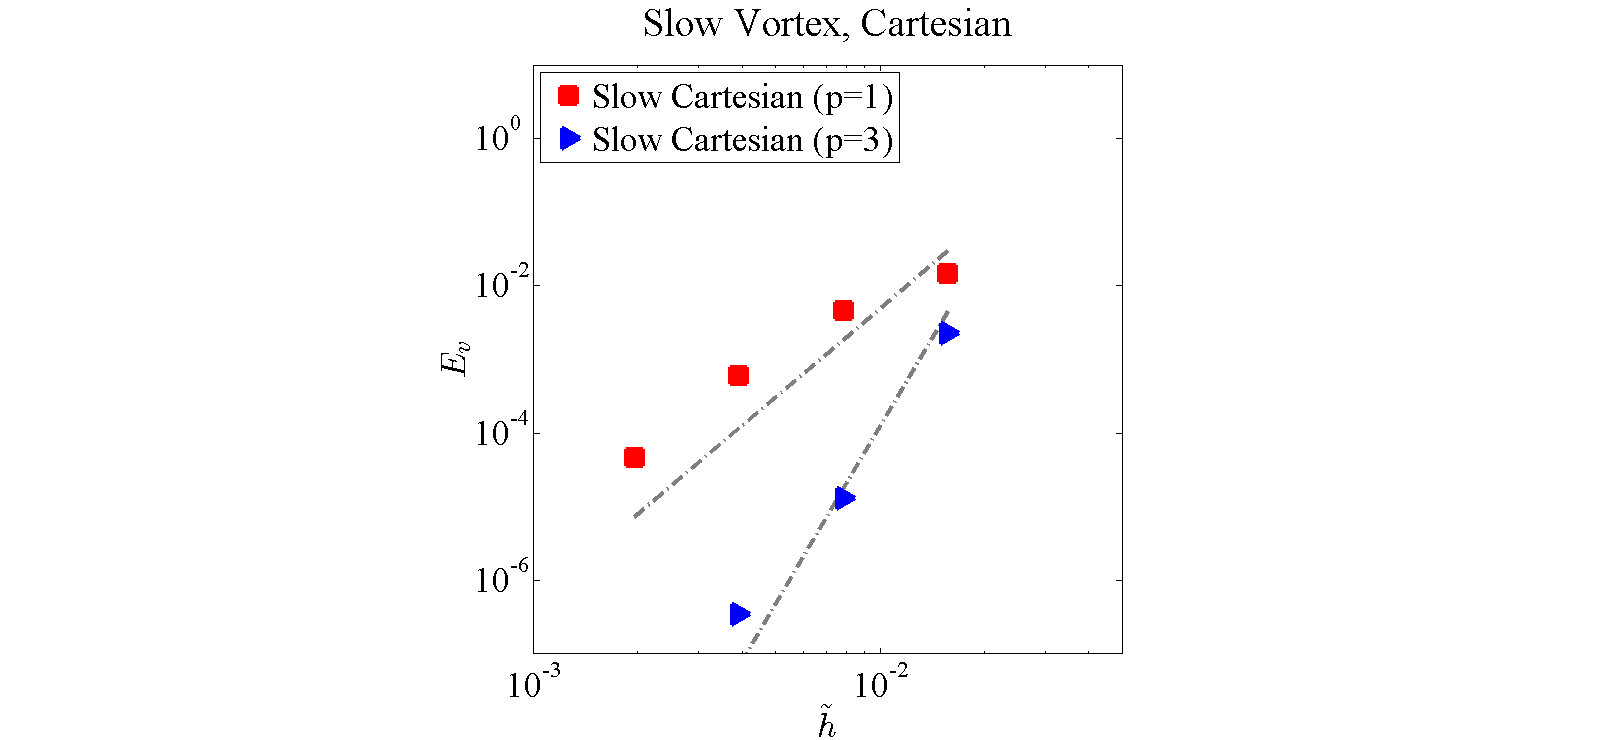 Slow Vortex, Cartesian
Slow Cartesian (p=1)
Slow Cartesian (p=3)
10^0
10^-2
10^-4
10^-6
E_v
10^-3
10^-2
h̃